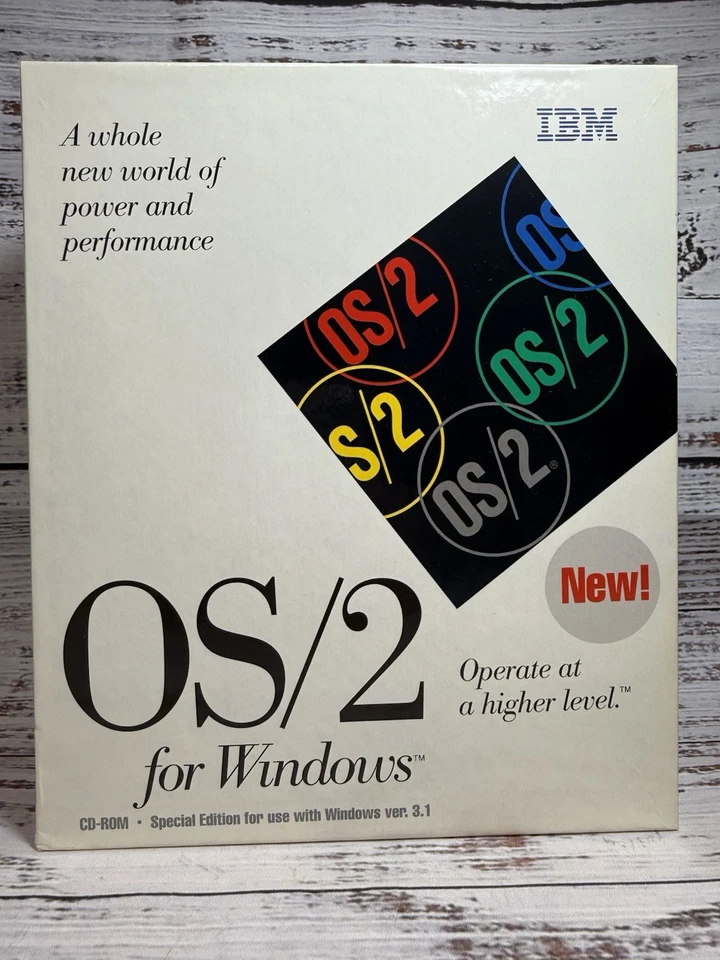 A whole
new world of
power and
performance
IBM
OS
OS/2
OS/2
S/2
OS/2®
New!
OS/2
for Windows™
Operate at
a higher level.™
CD-ROM • Special Edition for use with Windows ver. 3.1